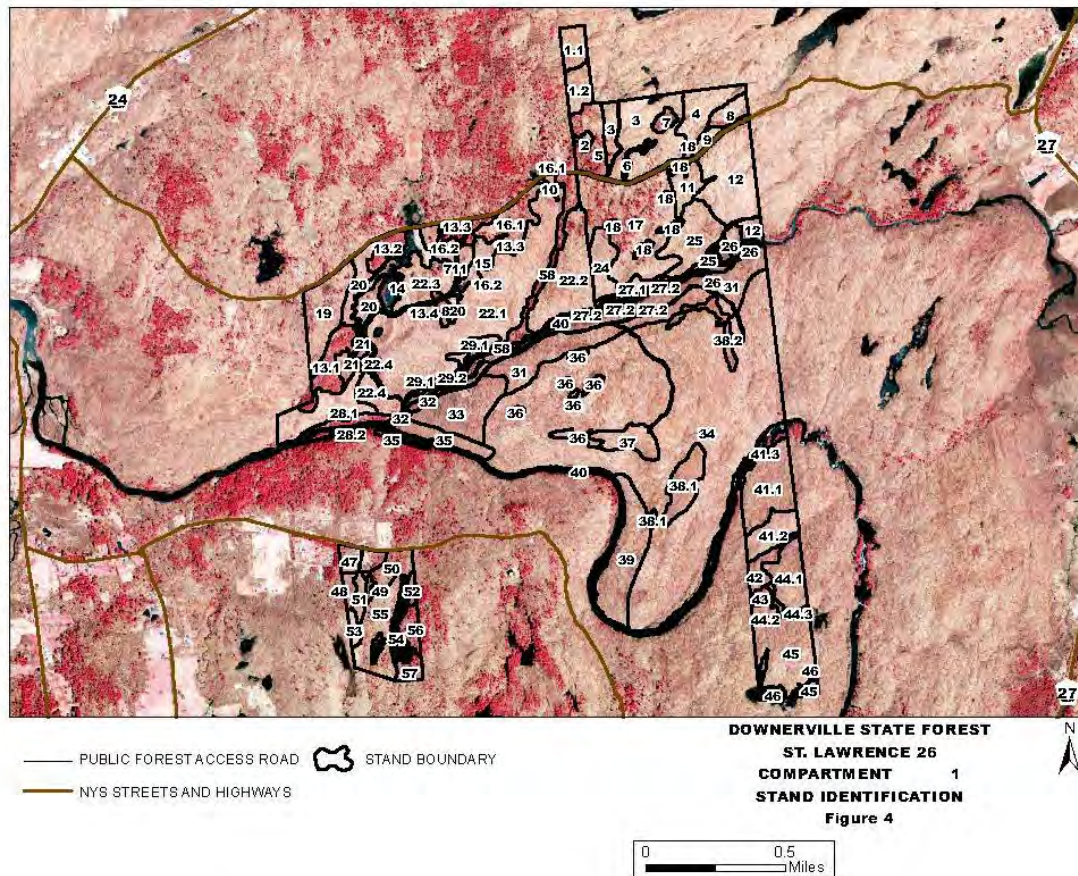 1.1
24
1.2
3 3 7 4 8
27
2 5 18 9
6
16.1 18
10 11 12
18
13.3 16.1 18 17 18 12
13.2 16.2 13.3 18 25 26 26
15 24 25
20 14 22.3 711 16.2 58 22.2 27.1 27.2 26 31
19 20 13.4 820 22.1 27.2 27.2 27.2
40
21 29.1 58 38.2
13.1 21 22.4 36
29.1 29.2 31 36 36
22.4 32 36
28.1 32 33 36
28.2 35 35 36 37 34
41.3
40 38.1 41.1
38.1
41.2
47 50 39
48 49 52 42 44.1
51 43
55 44.3
53 56 44.2
54
57 45
46
46 45
27
DOWNERVILLE STATE FOREST
N
ST. LAWRENCE 26
PUBLIC FOREST ACCESS ROAD STAND BOUNDARY
COMPARTMENT 1
NYS STREETS AND HIGHWAYS
STAND IDENTIFICATION
Figure 4
0 0.5
Miles